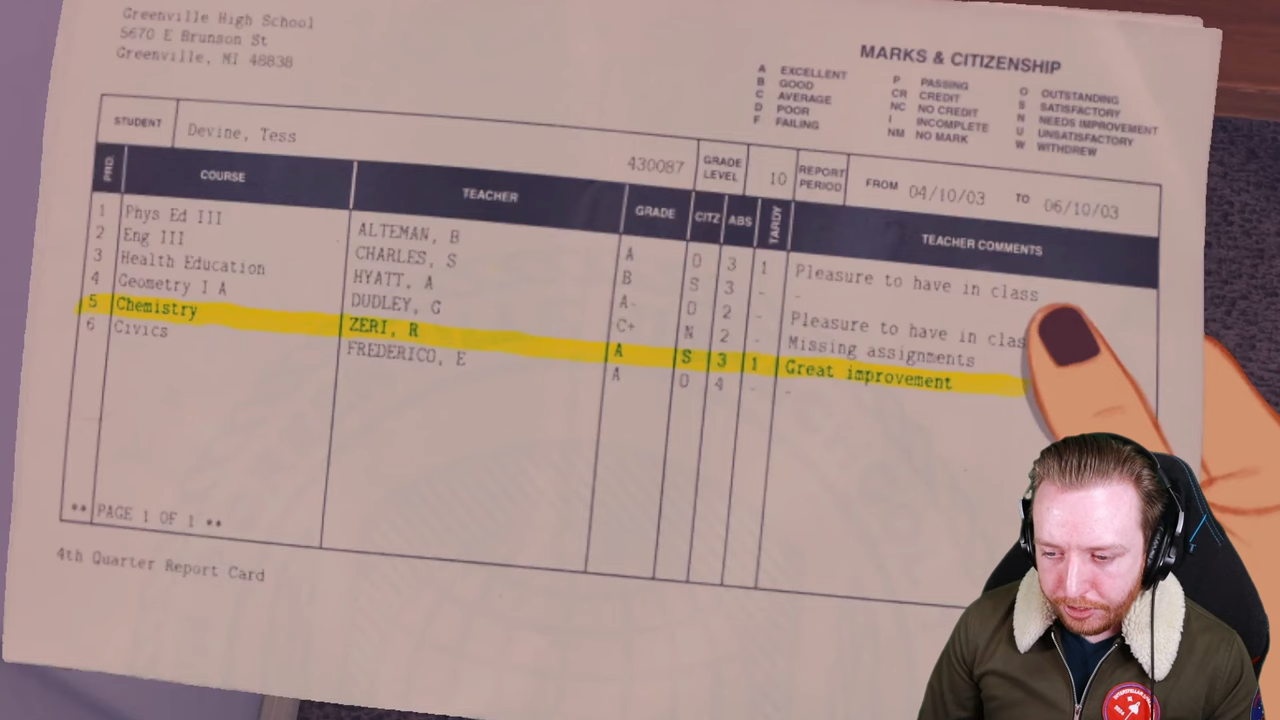 Greenville High School
5670 E Brunson St
Greenville, MI 48838
MARKS & CITIZENSHIP
A EXCELLENT P PASSING O OUTSTANDING
B GOOD CR CREDIT S SATISFACTORY
C AVERAGE NC NO CREDIT N NEEDS IMPROVEMENT
D POOR I INCOMPLETE U UNSATISFACTORY
F FAILING NM NO MARK W WITHDREW
STUDENT Devine, Tess 430087 GRADE LEVEL 10 REPORT PERIOD FROM 04/10/03 TO 06/10/03
PRD. COURSE TEACHER GRADE CITZ ABS TARDY TEACHER COMMENTS
1 Phys Ed III ALTEMAN, B A O 3 1 Pleasure to have in class
2 Eng III CHARLES, S B S 3 - -
3 Health Education HYATT, A A- O 2 - Pleasure to have in clas
4 Geometry I A DUDLEY, G C+ N 2 - Missing assignments
5 Chemistry ZERI, R A S 3 1 Great improvement
6 Civics FREDERICO, E A O 4 - -
** PAGE 1 OF 1 **
4th Quarter Report Card